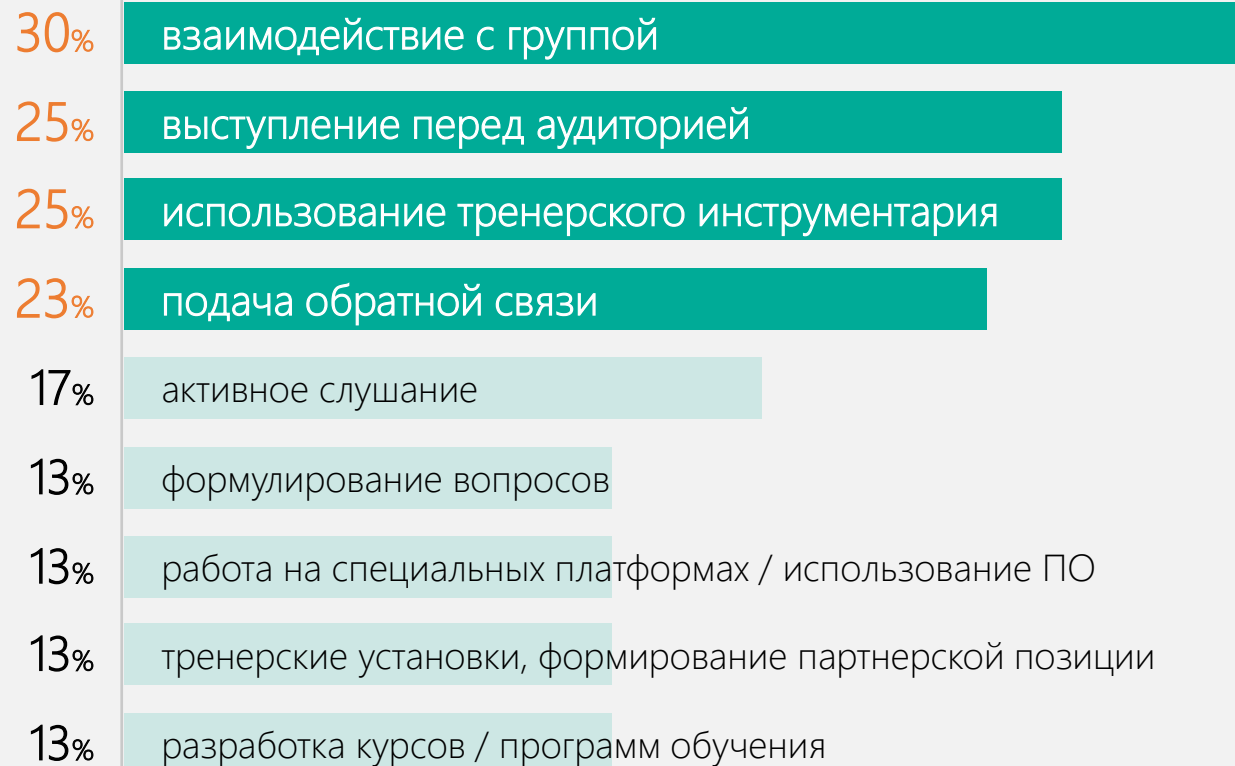 30% взаимодействие с группой
25% выступление перед аудиторией
25% использование тренерского инструментария
23% подача обратной связи
17% активное слушание
13% формулирование вопросов
13% работа на специальных платформах / использование ПО
13% тренерские установки, формирование партнерской позиции
13% разработка курсов / программ обучения